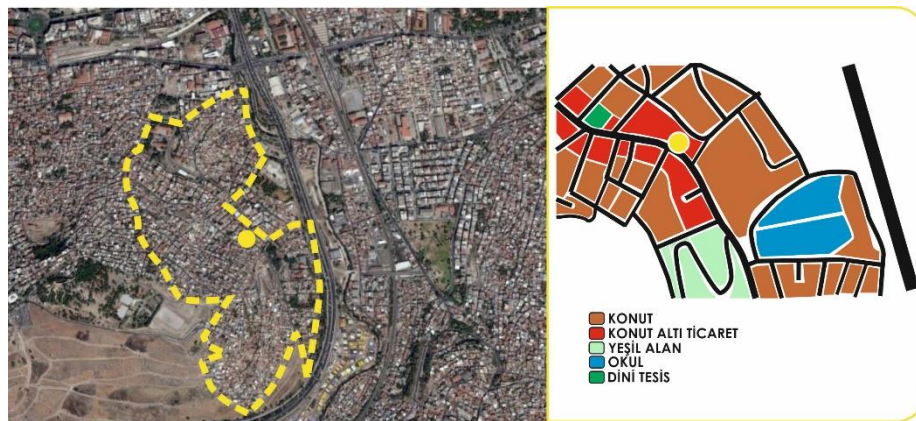 KONUT
KONUT ALTI TİCARET
YEŞİL ALAN
OKUL
DİNİ TESİS